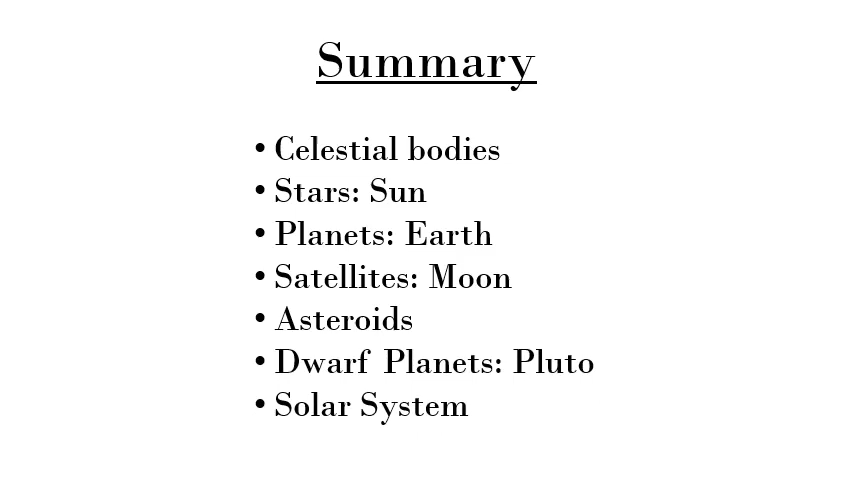 Summary
• Celestial bodies
• Stars: Sun
• Planets: Earth
• Satellites: Moon
• Asteroids
• Dwarf Planets: Pluto
• Solar System